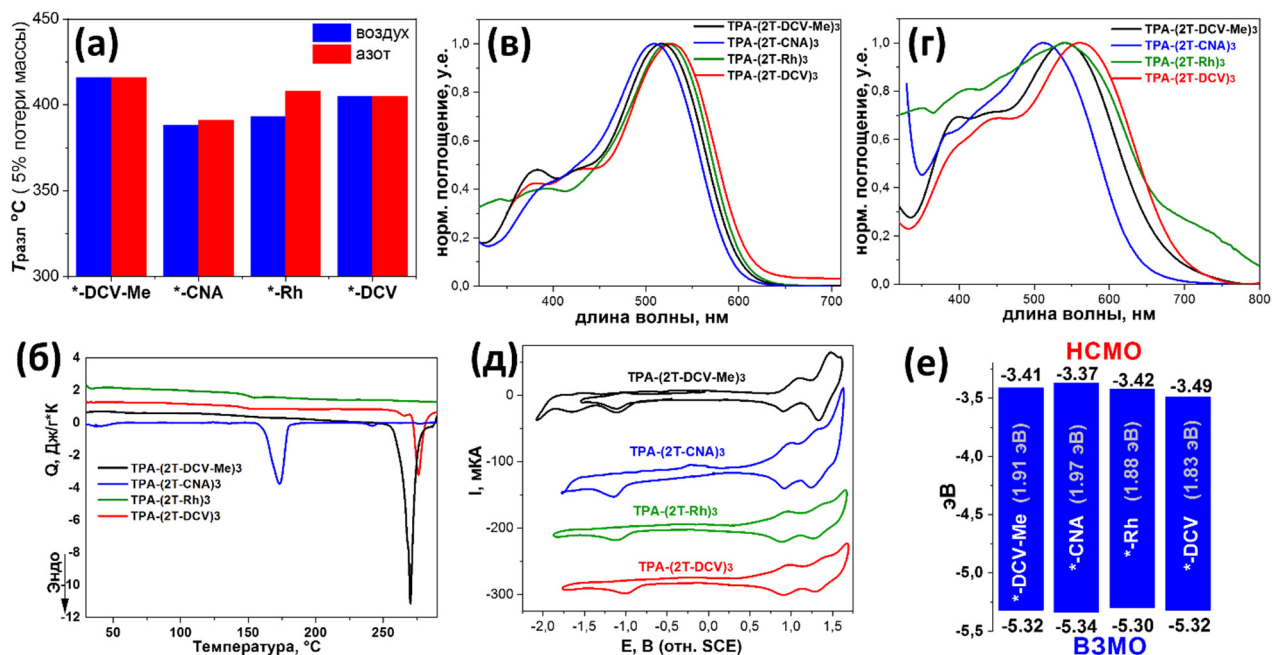 (а)
450
400
350
300
Tразл °C ( 5% потери массы)
воздух
азот
*-DCV-Me
*-CNA
*-Rh
*-DCV
(в)
TPA-(2T-DCV-Me)3
TPA-(2T-CNA)3
TPA-(2T-Rh)3
TPA-(2T-DCV)3
норм. поглощение, у.е.
1,0
0,8
0,6
0,4
0,2
0,0
400
500
600
700
длина волны, нм
(г)
TPA-(2T-DCV-Me)3
TPA-(2T-CNA)3
TPA-(2T-Rh)3
TPA-(2T-DCV)3
норм. поглощение, у.е.
1,0
0,8
0,6
0,4
0,2
0,0
400
500
600
700
800
длина волны, нм
(б)
4
2
0
-2
-4
-6
-8
-10
-12
Q, Дж/г*К
Эндо
TPA-(2T-DCV-Me)3
TPA-(2T-CNA)3
TPA-(2T-Rh)3
TPA-(2T-DCV)3
50
100
150
200
250
Температура, °C
(д)
I, мКА
0
-100
-200
-300
TPA-(2T-DCV-Me)3
TPA-(2T-CNA)3
TPA-(2T-Rh)3
TPA-(2T-DCV)3
-2,0
-1,5
-1,0
-0,5
0,0
0,5
1,0
1,5
E, В (отн. SCE)
(е)
НСМО
-3.41
-3.37
-3.42
-3.49
-3,5
-4,0
-4,5
-5,0
-5,5
эВ
*-DCV-Me (1.91 эВ)
*-CNA (1.97 эВ)
*-Rh (1.88 эВ)
*-DCV (1.83 эВ)
-5.32
-5.34
-5.30
-5.32
ВЗМО